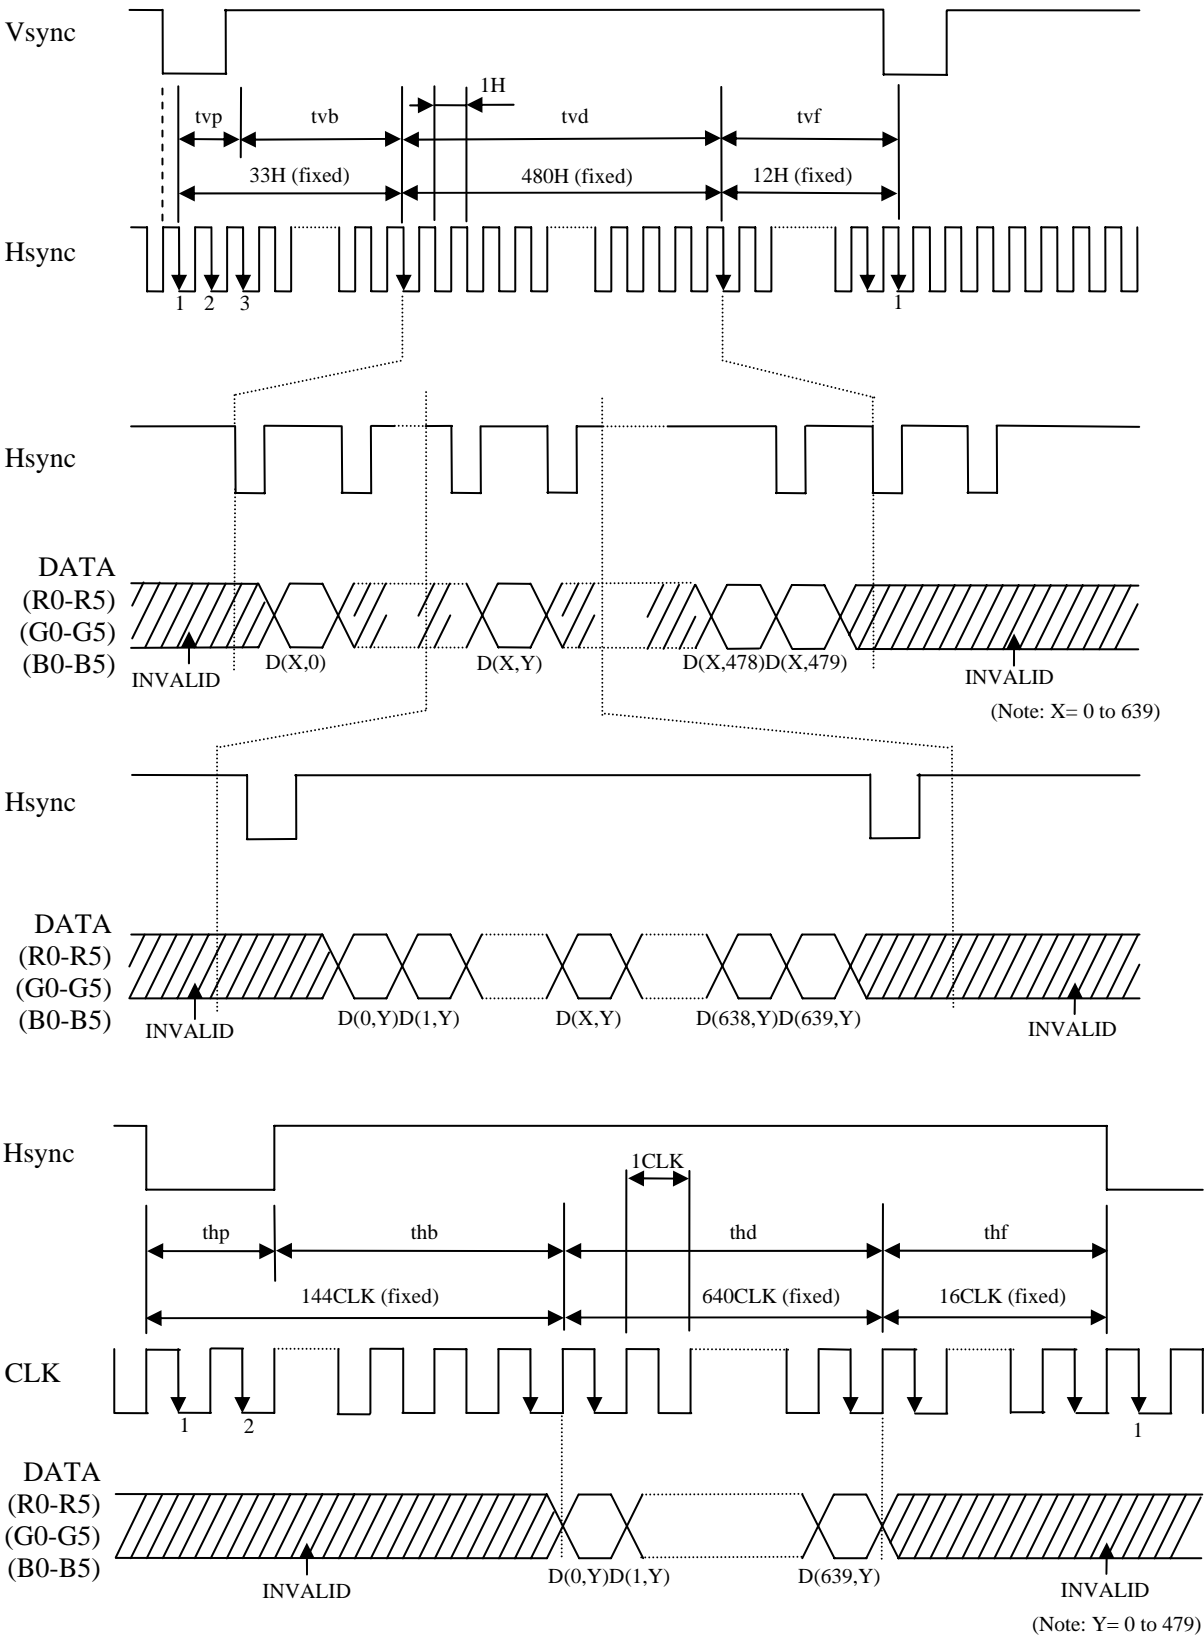 Vsync
1H
tvp tvb tvd tvf
33H (fixed) 480H (fixed) 12H (fixed)
Hsync
1 2 3 1
Hsync
DATA
(R0-R5)
(G0-G5)
(B0-B5)
D(X,0) D(X,Y) D(X,478)D(X,479)
INVALID INVALID
(Note: X= 0 to 639)
Hsync
DATA
(R0-R5)
(G0-G5)
(B0-B5)
D(0,Y)D(1,Y) D(X,Y) D(638,Y)D(639,Y)
INVALID INVALID
Hsync
1CLK
thp thb thd thf
144CLK (fixed) 640CLK (fixed) 16CLK (fixed)
CLK
1 2 1
DATA
(R0-R5)
(G0-G5)
(B0-B5)
D(0,Y)D(1,Y) D(639,Y)
INVALID INVALID
(Note: Y= 0 to 479)